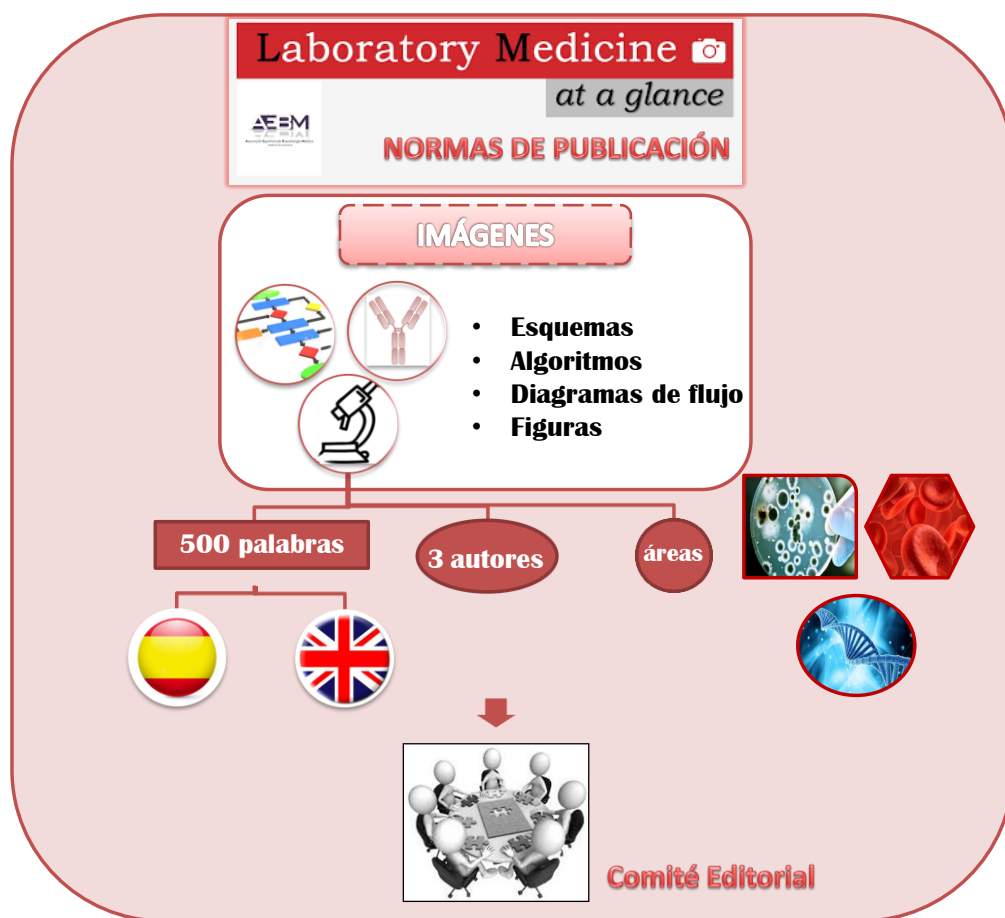 Laboratory Medicine
at a glance
AEBM
NORMAS DE PUBLICACIÓN
IMÁGENES
• Esquemas
• Algoritmos
• Diagramas de flujo
• Figuras
500 palabras
3 autores
áreas
Comité Editorial